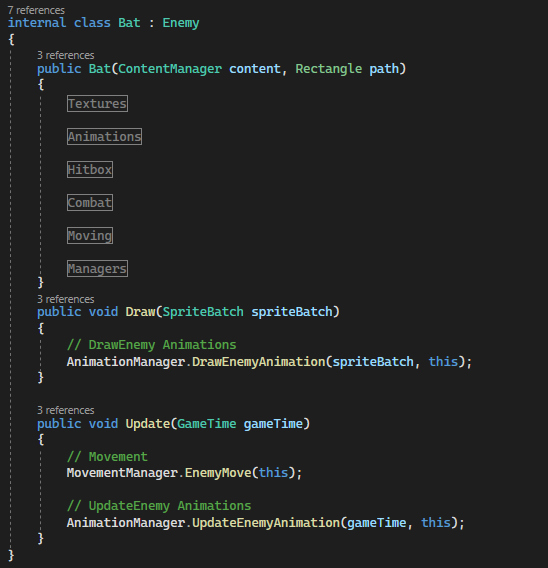 7 references
internal class Bat : Enemy
{
3 references
public Bat(ContentManager content, Rectangle path)
{
Textures
Animations
Hitbox
Combat
Moving
Managers
}
3 references
public void Draw(SpriteBatch spriteBatch)
{
// DrawEnemy Animations
AnimationManager.DrawEnemyAnimation(spriteBatch, this);
}
3 references
public void Update(GameTime gameTime)
{
// Movement
MovementManager.EnemyMove(this);
// UpdateEnemy Animations
AnimationManager.UpdateEnemyAnimation(gameTime, this);
}
}